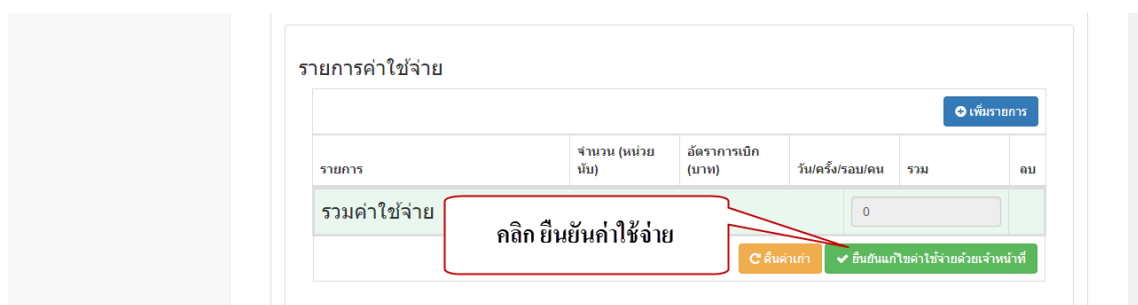 รายการค่าใช้จ่าย
เพิ่มรายการ
รายการ
จำนวน (หน่วยนับ)
อัตราการเบิก (บาท)
วัน/ครั้ง/รอบ/คน
รวม
ลบ
รวมค่าใช้จ่าย
0
คลิก ยืนยันค่าใช้จ่าย
คืนค่าเก่า
ยืนยันแก้ไขค่าใช้จ่ายด้วยเจ้าหน้าที่